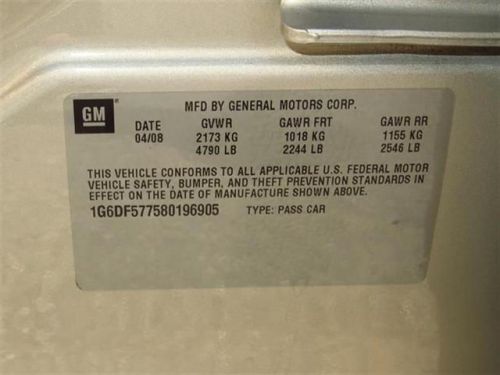 GM
MFD BY GENERAL MOTORS CORP.
DATE GVWR GAWR FRT GAWR RR
04/08 2173 KG 1018 KG 1155 KG
4790 LB 2244 LB 2546 LB
THIS VEHICLE CONFORMS TO ALL APPLICABLE U.S. FEDERAL MOTOR
VEHICLE SAFETY, BUMPER, AND THEFT PREVENTION STANDARDS IN
EFFECT ON THE DATE OF MANUFACTURE SHOWN ABOVE.
1G6DF577580196905 TYPE: PASS CAR